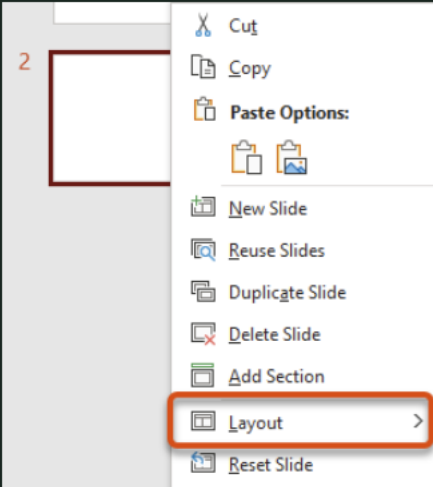 Cut
2
Copy
Paste Options:
New Slide
Reuse Slides
Duplicate Slide
Delete Slide
Add Section
Layout
Reset Slide